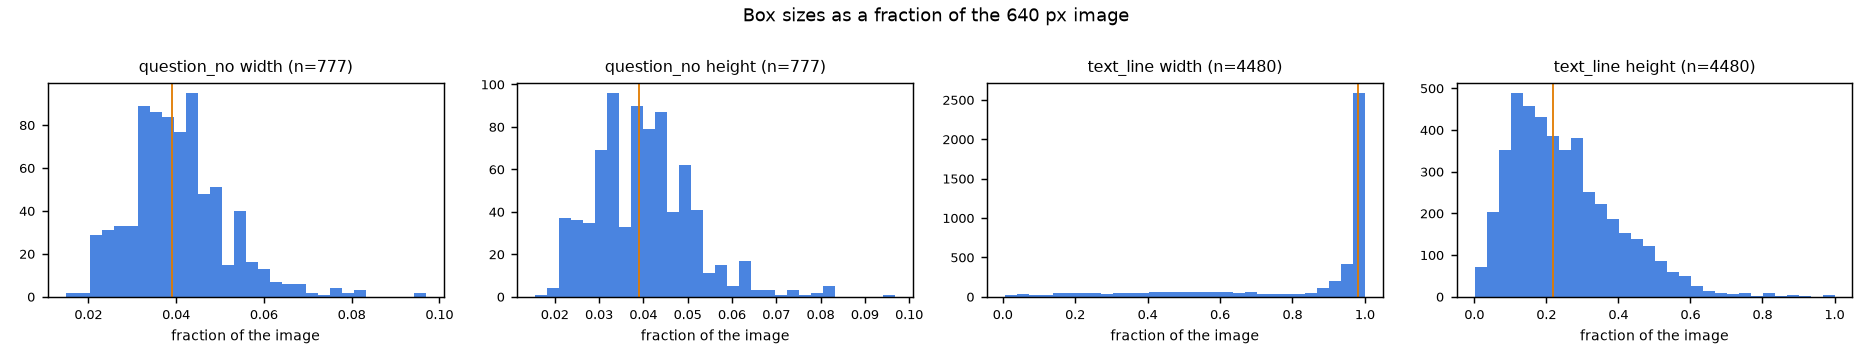 Box sizes as a fraction of the 640 px image
question_no width (n=777)
80
60
40
20
0
0.02 0.04 0.06 0.08 0.10
fraction of the image
question_no height (n=777)
100
80
60
40
20
0
0.02 0.03 0.04 0.05 0.06 0.07 0.08 0.09 0.10
fraction of the image
text_line width (n=4480)
2500
2000
1500
1000
500
0
0.0 0.2 0.4 0.6 0.8 1.0
fraction of the image
text_line height (n=4480)
500
400
300
200
100
0
0.0 0.2 0.4 0.6 0.8 1.0
fraction of the image